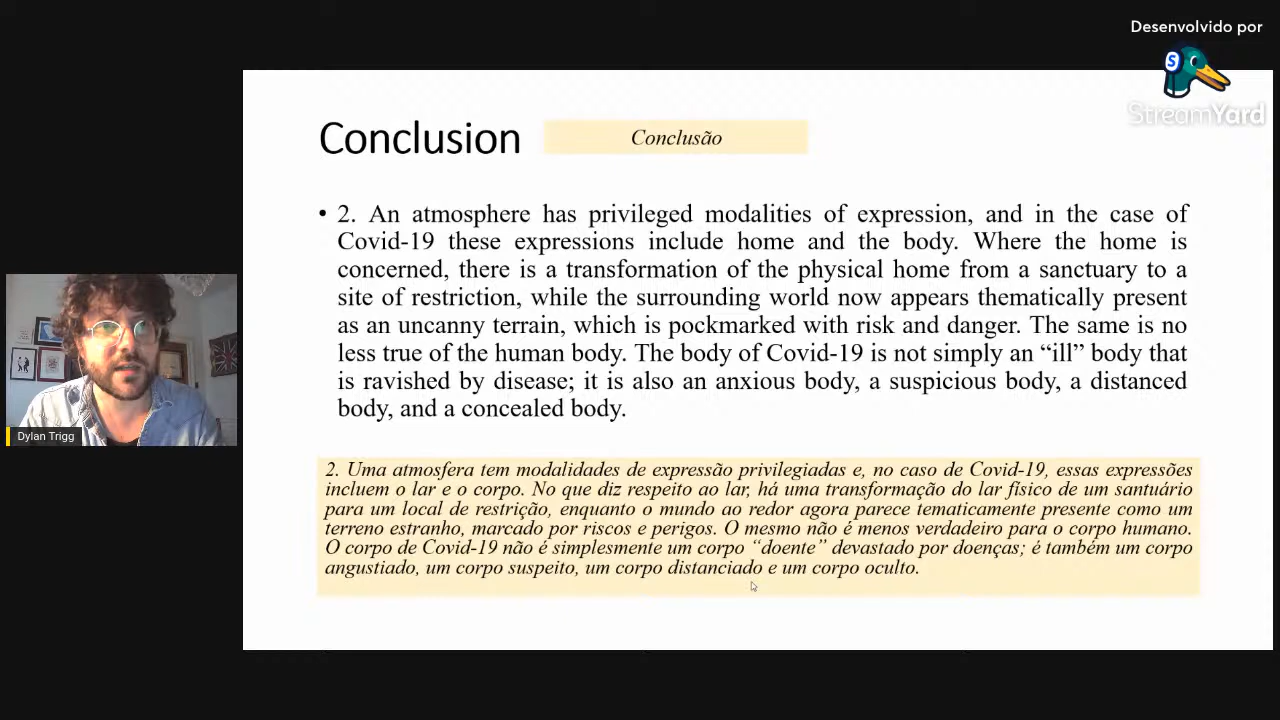 Desenvolvido por
S
StreamYard
Conclusion
Conclusão
• 2. An atmosphere has privileged modalities of expression, and in the case of
Covid-19 these expressions include home and the body. Where the home is
concerned, there is a transformation of the physical home from a sanctuary to a
site of restriction, while the surrounding world now appears thematically present
as an uncanny terrain, which is pockmarked with risk and danger. The same is no
less true of the human body. The body of Covid-19 is not simply an “ill” body that
is ravished by disease; it is also an anxious body, a suspicious body, a distanced
body, and a concealed body.
Dylan Trigg
2. Uma atmosfera tem modalidades de expressão privilegiadas e, no caso de Covid-19, essas expressões
incluem o lar e o corpo. No que diz respeito ao lar, há uma transformação do lar físico de um santuário
para um local de restrição, enquanto o mundo ao redor agora parece tematicamente presente como um
terreno estranho, marcado por riscos e perigos. O mesmo não é menos verdadeiro para o corpo humano.
O corpo de Covid-19 não é simplesmente um corpo “doente” devastado por doenças; é também um corpo
angustiado, um corpo suspeito, um corpo distanciado e um corpo oculto.